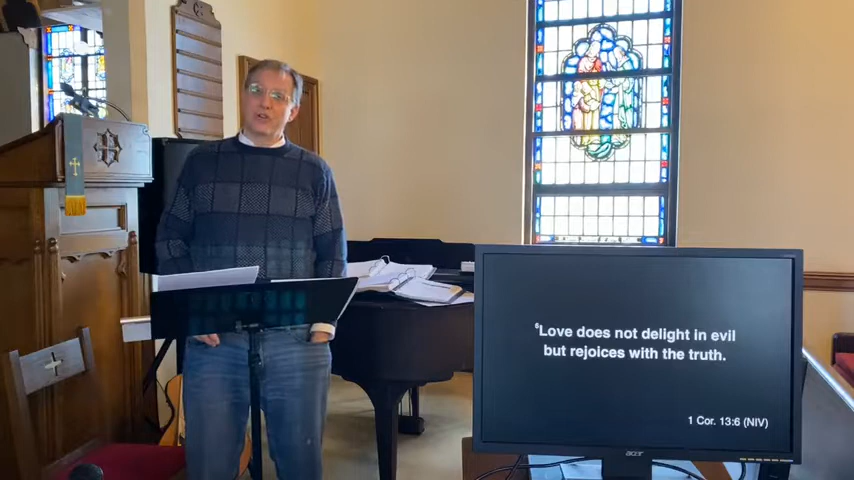 ⁶Love does not delight in evil
but rejoices with the truth.
1 Cor. 13:6 (NIV)
acer